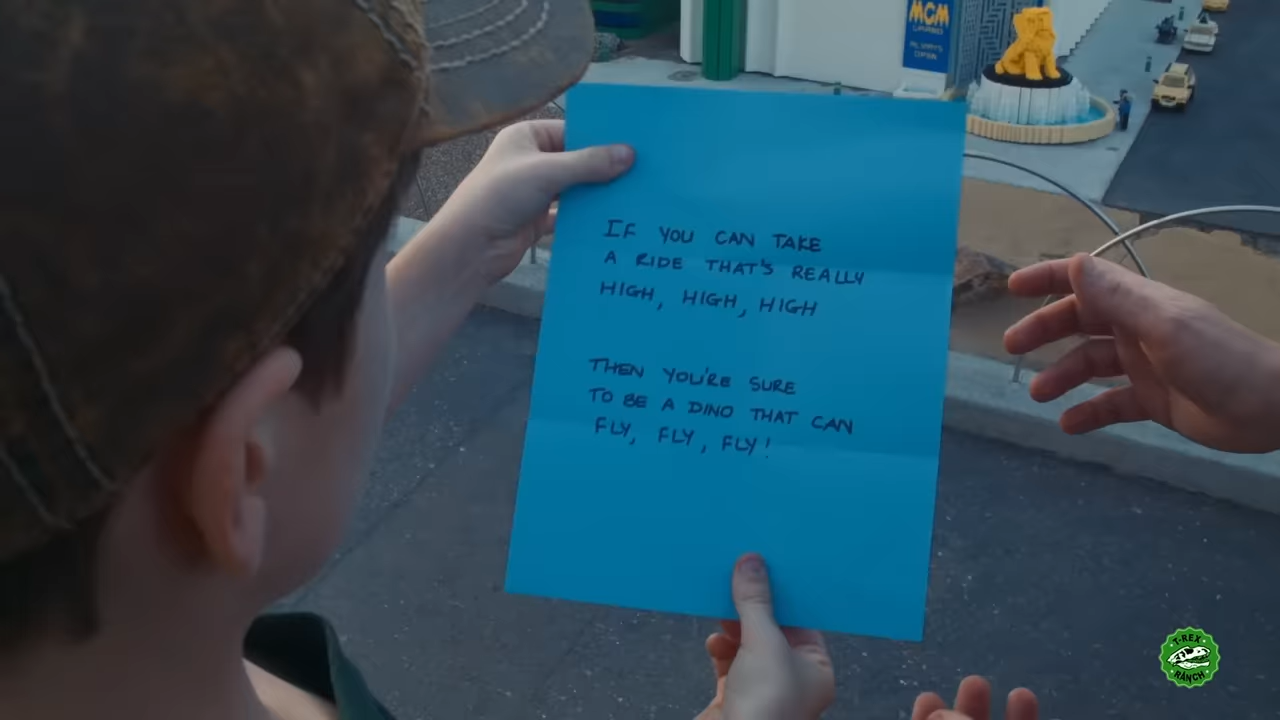 MGM
IF YOU CAN TAKE
A RIDE THAT'S REALLY
HIGH, HIGH, HIGH
THEN YOU'RE SURE
TO BE A DINO THAT CAN
FLY, FLY, FLY!
T-REX
RANCH